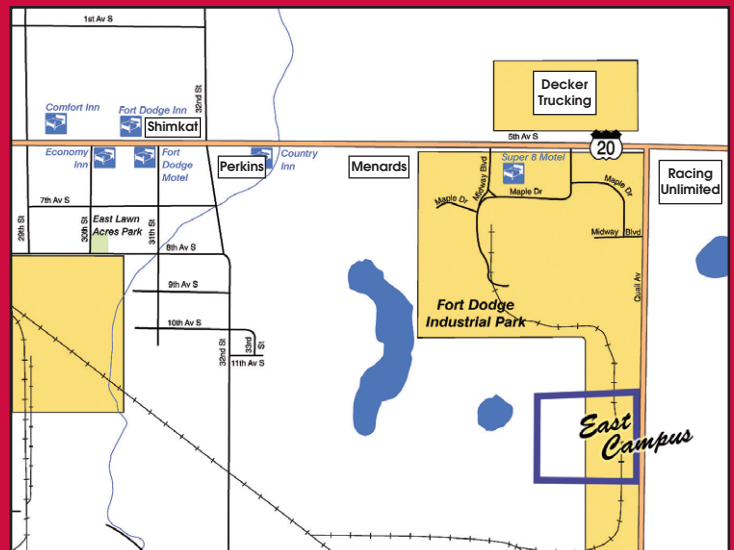 1st Av S
32nd St
Comfort Inn
Fort Dodge Inn
Shimkat
Decker
Trucking
5th Av S
20
Economy
Inn
Fort
Dodge
Motel
Perkins
Country
Inn
Menards
Super 8 Motel
Racing
Unlimited
Midway Blvd
Maple Dr
Maple Dr
Maple Dr
7th Av S
29th St
30th St
East Lawn
Acres Park
31th St
8th Av S
Midway Blvd
9th Av S
Quail Av
Fort Dodge
Industrial Park
10th Av S
32nd St
33rd
St
11th Av S
East
Campus